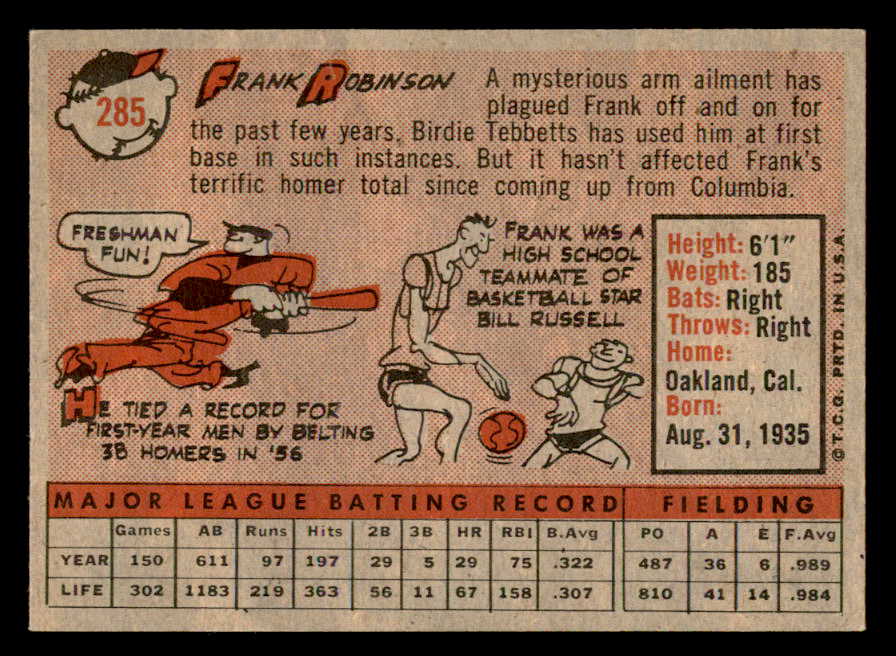 285
FRANK ROBINSON
A mysterious arm ailment has
plagued Frank off and on for
the past few years. Birdie Tebbetts has used him at first
base in such instances. But it hasn't affected Frank's
terrific homer total since coming up from Columbia.
FRESHMAN
FUN!
HE TIED A RECORD FOR
FIRST-YEAR MEN BY BELTING
38 HOMERS IN '56
FRANK WAS A
HIGH SCHOOL
TEAMMATE OF
BASKETBALL STAR
BILL RUSSELL
Height: 6'1"
Weight: 185
Bats: Right
Throws: Right
Home:
Oakland, Cal.
Born:
Aug. 31, 1935
© T.C.G. PRTD. IN U.S.A.
MAJOR LEAGUE BATTING RECORD FIELDING
Games AB Runs Hits 2B 3B HR RBI B.Avg PO A E F.Avg
YEAR 150 611 97 197 29 5 29 75 .322 487 36 6 .989
LIFE 302 1183 219 363 56 11 67 158 .307 810 41 14 .984